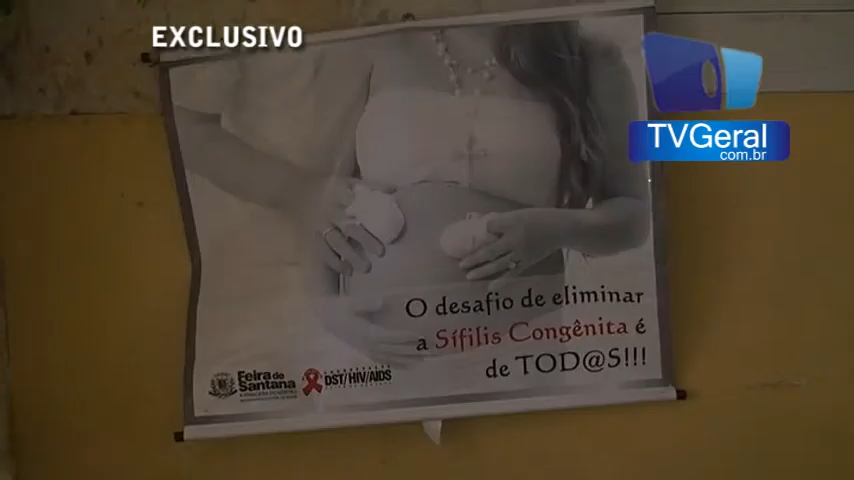 EXCLUSIVO
TVGeral
com.br
O desafio de eliminar
a Sífilis Congênita é
de TOD@S!!!
Feira de
Santana
DST/HIV/AIDS